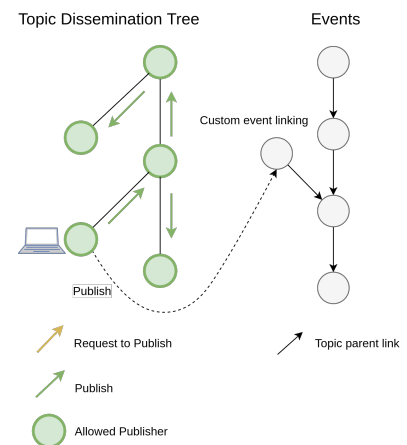 Topic Dissemination Tree
Events
Custom event linking
Publish
Request to Publish
Topic parent link
Publish
Allowed Publisher